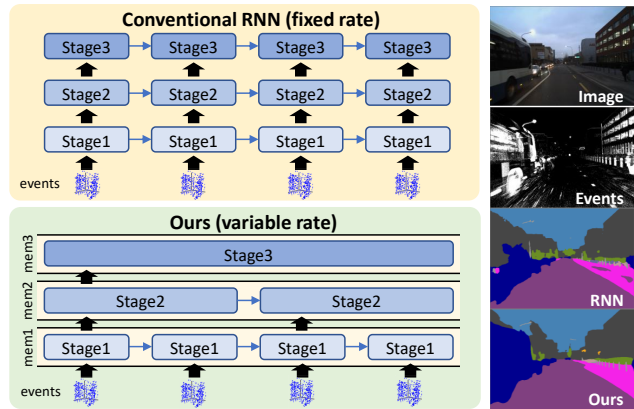 Conventional RNN (fixed rate)
Stage3 Stage3 Stage3 Stage3
Stage2 Stage2 Stage2 Stage2
Stage1 Stage1 Stage1 Stage1
events
Ours (variable rate)
mem3
Stage3
mem2
Stage2 Stage2
mem1
Stage1 Stage1 Stage1 Stage1
events
Image
Events
RNN
Ours